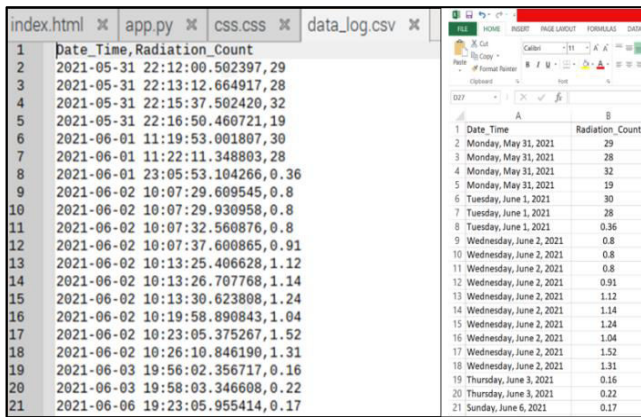 index.html ✕ app.py ✕ css.css ✕ data_log.csv ✕
1 Date_Time,Radiation_Count
2 2021-05-31 22:12:00.502397,29
3 2021-05-31 22:13:12.664917,28
4 2021-05-31 22:15:37.502420,32
5 2021-05-31 22:16:50.460721,19
6 2021-06-01 11:19:53.001807,30
7 2021-06-01 11:22:11.348803,28
8 2021-06-01 23:05:53.104266,0.36
9 2021-06-02 10:07:29.609545,0.8
10 2021-06-02 10:07:29.930958,0.8
11 2021-06-02 10:07:32.560876,0.8
12 2021-06-02 10:07:37.600865,0.91
13 2021-06-02 10:13:25.406628,1.12
14 2021-06-02 10:13:26.707768,1.14
15 2021-06-02 10:13:30.623808,1.24
16 2021-06-02 10:19:58.890843,1.04
17 2021-06-02 10:23:05.375267,1.52
18 2021-06-02 10:26:10.846190,1.31
19 2021-06-03 19:56:02.356717,0.16
20 2021-06-03 19:58:03.346608,0.22
21 2021-06-06 19:23:05.955414,0.17
FILE HOME INSERT PAGE LAYOUT FORMULAS DATA
Cut
Copy
Format Painter
Paste
Calibri 11
B I U
Clipboard Font
D27 fx
A B
1 Date_Time Radiation_Count
2 Monday, May 31, 2021 29
3 Monday, May 31, 2021 28
4 Monday, May 31, 2021 32
5 Monday, May 31, 2021 19
6 Tuesday, June 1, 2021 30
7 Tuesday, June 1, 2021 28
8 Tuesday, June 1, 2021 0.36
9 Wednesday, June 2, 2021 0.8
10 Wednesday, June 2, 2021 0.8
11 Wednesday, June 2, 2021 0.8
12 Wednesday, June 2, 2021 0.91
13 Wednesday, June 2, 2021 1.12
14 Wednesday, June 2, 2021 1.14
15 Wednesday, June 2, 2021 1.24
16 Wednesday, June 2, 2021 1.04
17 Wednesday, June 2, 2021 1.52
18 Wednesday, June 2, 2021 1.31
19 Thursday, June 3, 2021 0.16
20 Thursday, June 3, 2021 0.22
21 Sunday, June 6, 2021 0.17